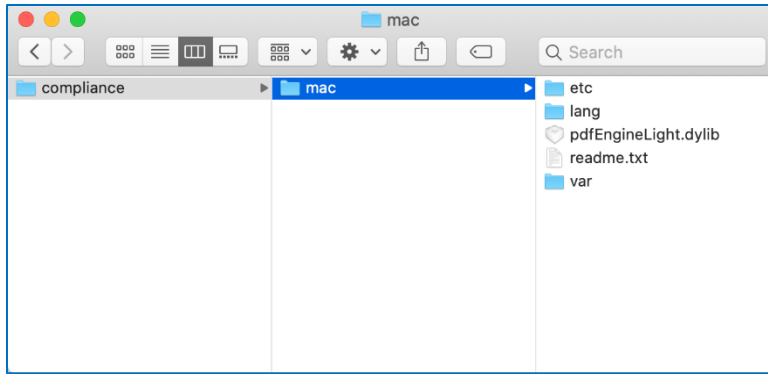 mac
Search
compliance
mac
etc
lang
pdfEngineLight.dylib
readme.txt
var